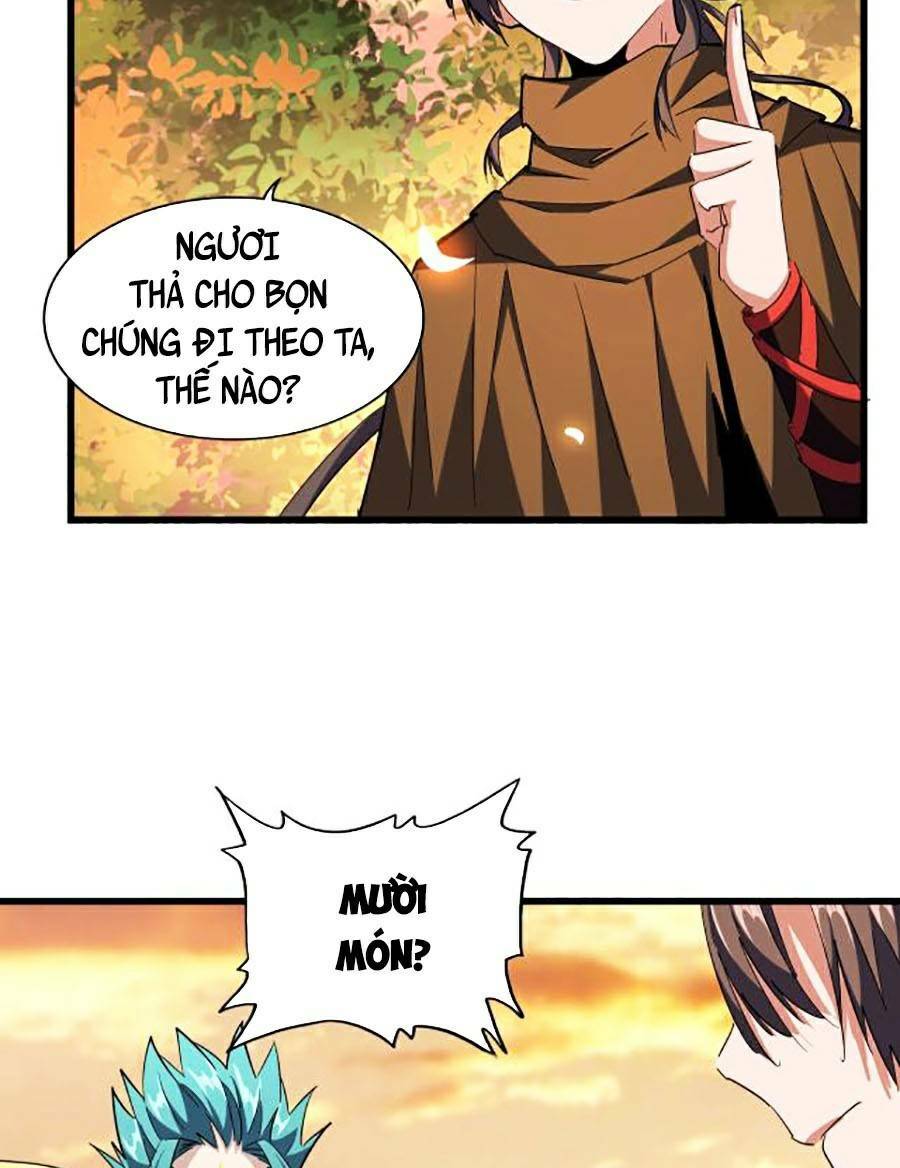 NGƯƠI
THẢ CHO BỌN
CHÚNG ĐI THEO TA,
THẾ NÀO?
MƯỜI
MÓN?